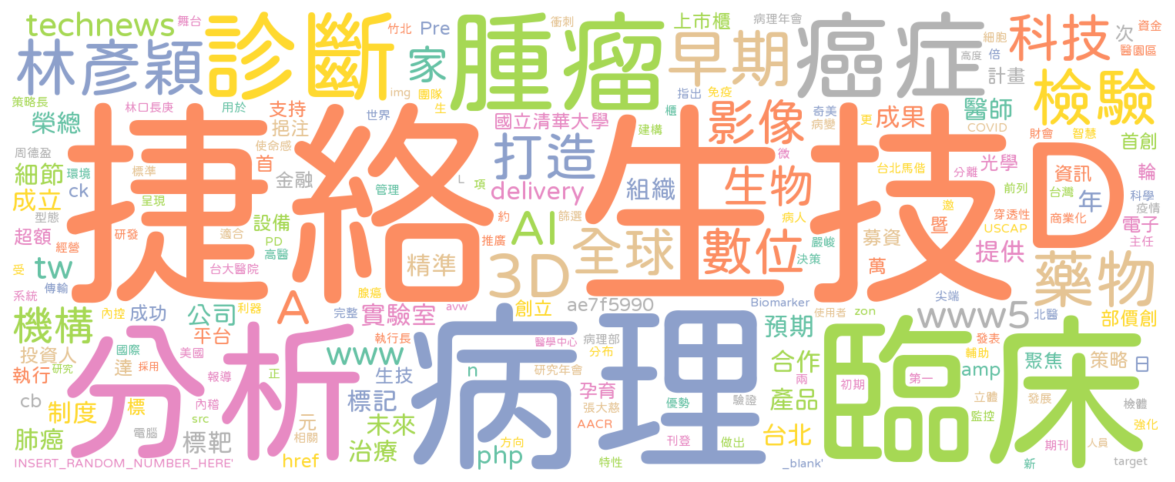 technews 舞台 竹北 Pre 衝刺 上市櫃 病理年會 細胞 次 資金
林彥穎 診斷 家 腫瘤 早期 癌症 高度 倍 科技 醫園區
計畫
策略長 林口長庚 img 團隊 用於 生 指出 免疫 檢驗
榮總 支持 世界 國立清華大學 建構 櫃 影像 奇美 病變 更 成果 醫師 COVID 財會 智慧
周德盈 挹注 使命感 打造 微 首創
細節 環境 標準 首 台北馬偕 分離 光學 資訊 台灣 科學 輪
成立 ck 呈現 金融 管理 L 項 delivery 組織 生物 前列 年 疫情
型態 研發 適合 設備 約 AI 篩選 病人 邀 穿透性 商業化
超額 經營 PD 高醫 推廣 全球 數位 嚴峻 募資 暨 USCAP 電子 主任
捷絡生技 D
tw 台大醫院 精準 3D 決策 萬 提供
受 傳輸 藥物
系統 內控 利器 A 腺癌 ae7f5990 尖端
機構 成功 公司 完整 avw 創立 Biomarker 使用者 zon www5 北醫 部價創
平台 實驗室 醫學中心 病理部 預期 發表
投資人 國際 美國 www 執行長 分布 輔助 聚焦 策略 日
執行 研究 達 採用 報導 正 生技 n 研究年會 合作 兩 初期 第一 amp
分析 病理 臨床
cb 制度 標 內稽 元 標記 孕育 優勢 驗證 產品 立體 發展 檢體
src 相關 未來 張大慈 AACR 監控 強化
肺癌 電腦 標靶 治療 方向 刊登 做出 台北 期刊 人員
INSERT_RANDOM_NUMBER_HERE' href php 特性 _blank' 新 target